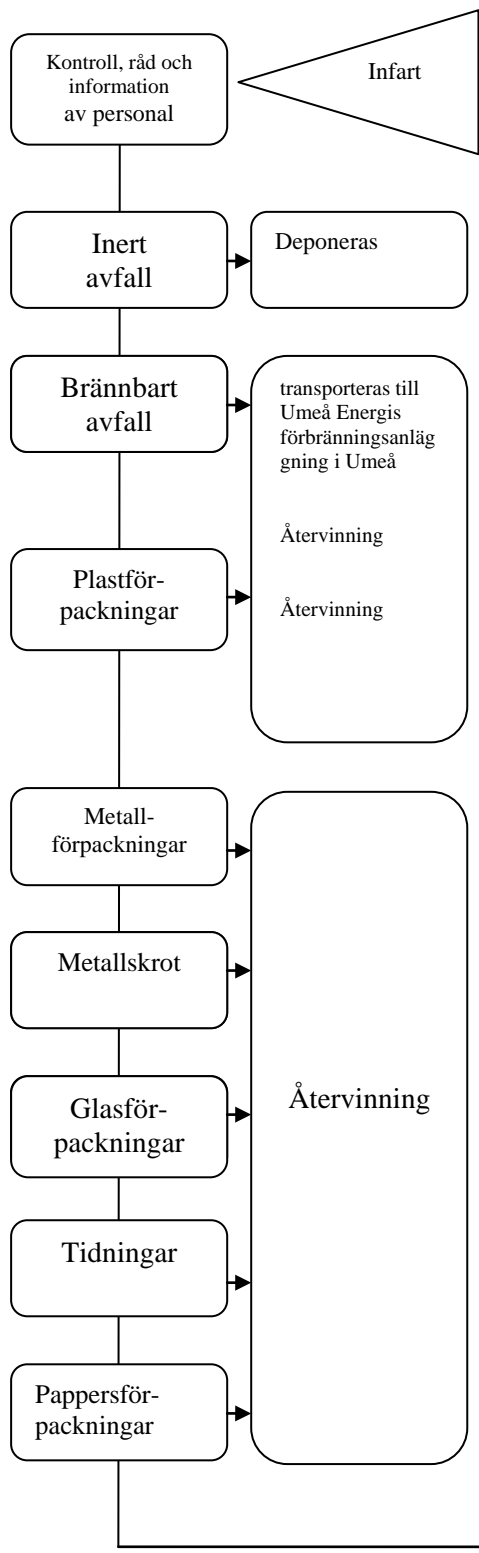 Kontroll, råd och
information
av personal
Infart
Inert
avfall
Deponeras
Brännbart
avfall
transporteras till
Umeå Energis
förbränningsanläg
gning i Umeå
Återvinning
Plastför-
packningar
Återvinning
Metall-
förpackningar
Metallskrot
Glasför-
packningar
Återvinning
Tidningar
Pappersför-
packningar